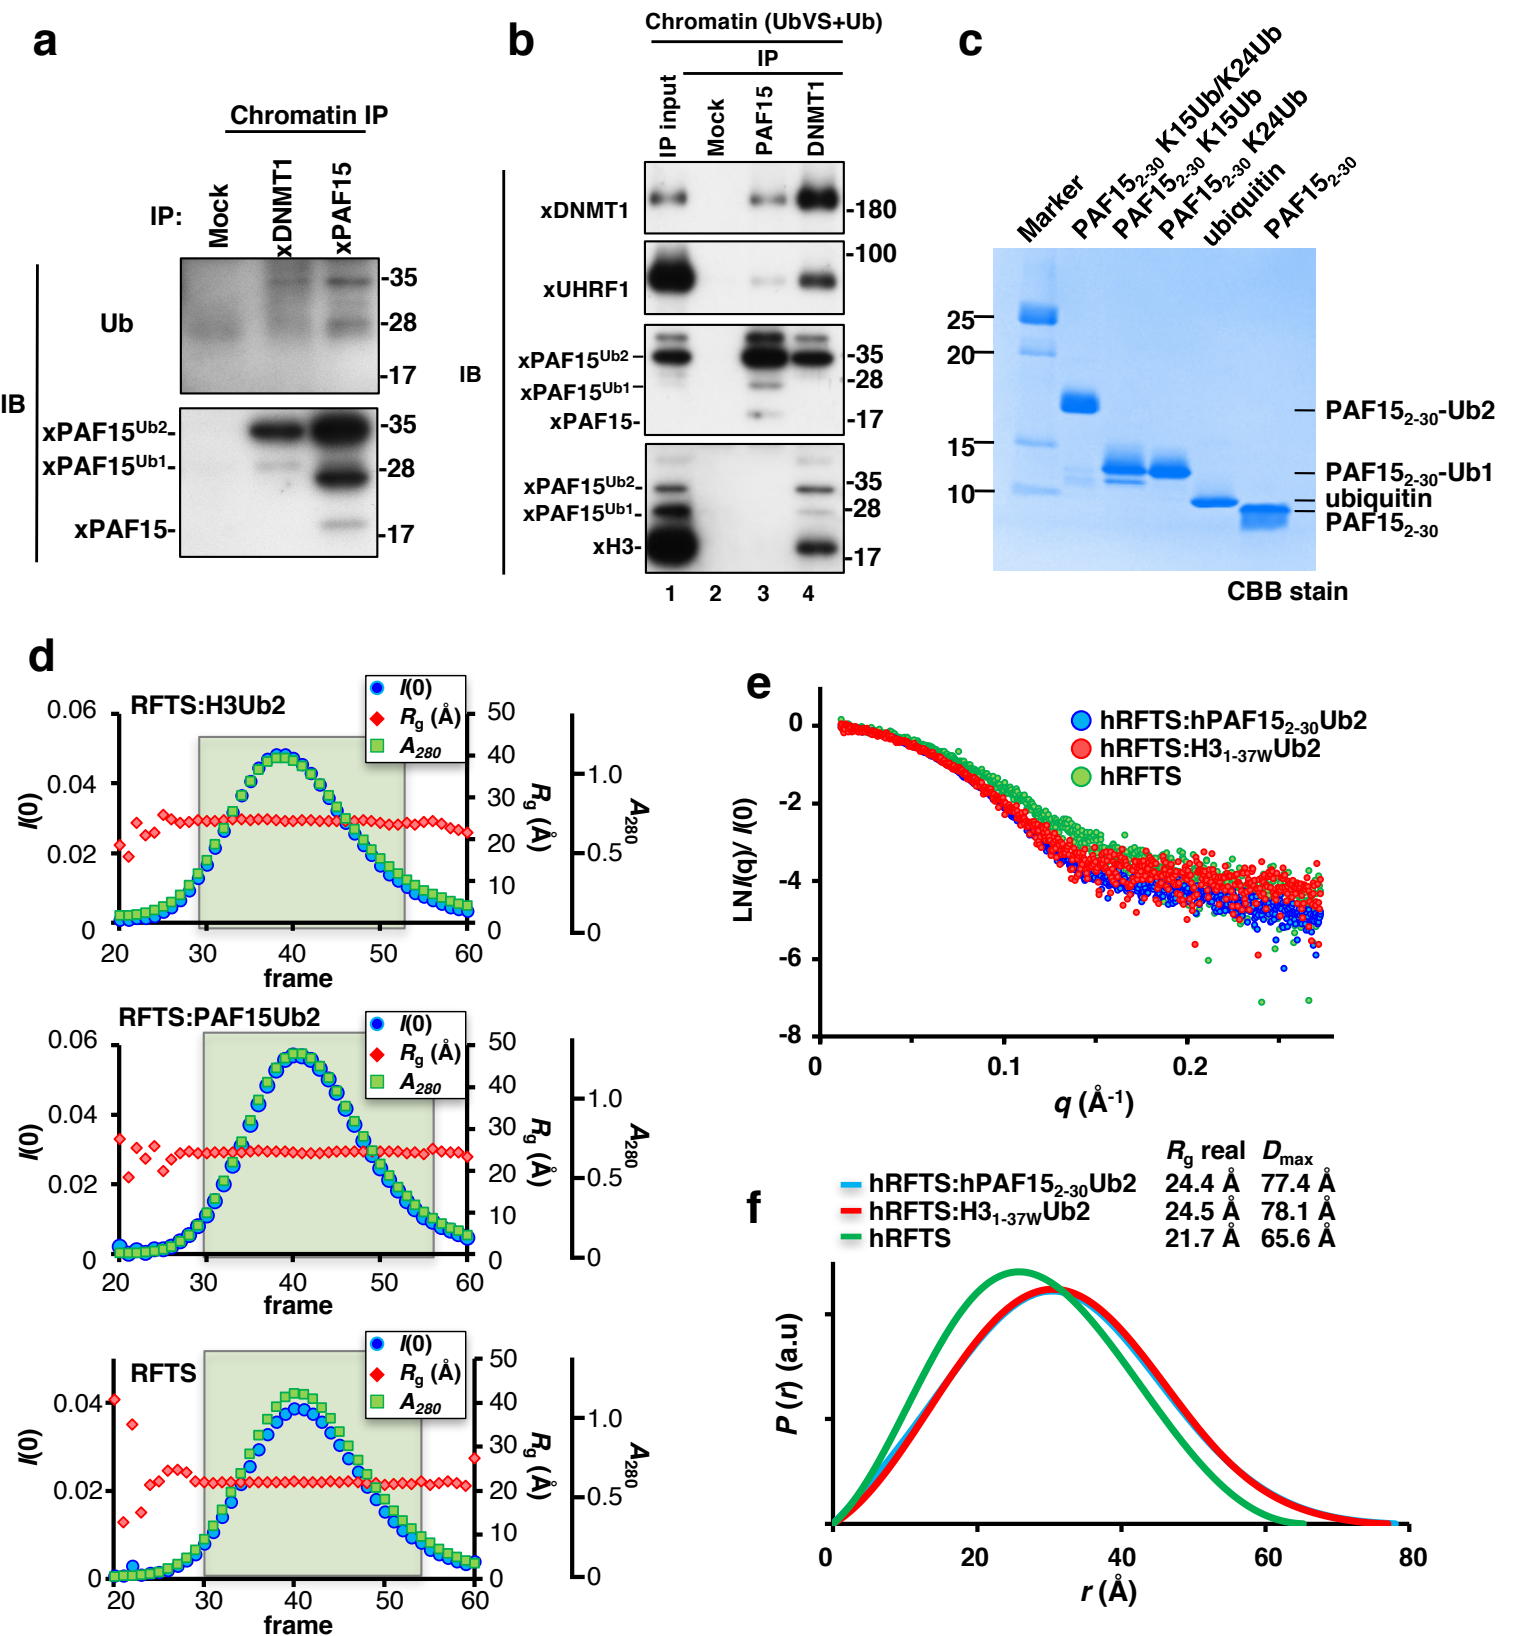 a
Chromatin IP
IP:
Mock
xDNMT1
xPAF15
IB
Ub
-35
-28
-17
xPAF15Ub2-
xPAF15Ub1-
xPAF15-
-35
-28
-17
b
Chromatin (UbVS+Ub)
IP
IP input
Mock
PAF15
DNMT1
IB
xDNMT1
-180
xUHRF1
-100
xPAF15Ub2
xPAF15Ub1
xPAF15-
-35
-28
-17
xPAF15Ub2-
xPAF15Ub1-
xH3-
-35
-28
-17
1 2 3 4
c
Marker
PAF152-30 K15Ub/K24Ub
PAF152-30 K15Ub
PAF152-30 K24Ub
ubiquitin
PAF152-30
25
20
15
10
PAF152-30-Ub2
PAF152-30-Ub1
ubiquitin
PAF152-30
CBB stain
d
RFTS:H3Ub2
I(0)
Rg (Å)
A280
0.06
0.04
0.02
0
I(0)
50
40
30
20
10
0
Rg (Å)
1.0
0.5
0
A280
20 30 40 50 60
frame
RFTS:PAF15Ub2
I(0)
Rg (Å)
A280
0.06
0.04
0.02
0
I(0)
50
40
30
20
10
0
Rg (Å)
1.0
0.5
0
A280
20 30 40 50 60
frame
RFTS
I(0)
Rg (Å)
A280
0.04
0.02
0
I(0)
50
40
30
20
10
0
Rg (Å)
1.0
0.5
0
A280
20 30 40 50 60
frame
e
hRFTS:hPAF152-30Ub2
hRFTS:H31-37WUb2
hRFTS
0
-2
-4
-6
-8
LNI(q)/ I(0)
0 0.1 0.2
q (Å-1)
f
Rg real Dmax
hRFTS:hPAF152-30Ub2 24.4 Å 77.4 Å
hRFTS:H31-37WUb2 24.5 Å 78.1 Å
hRFTS 21.7 Å 65.6 Å
P (r) (a.u)
0 20 40 60 80
r (Å)